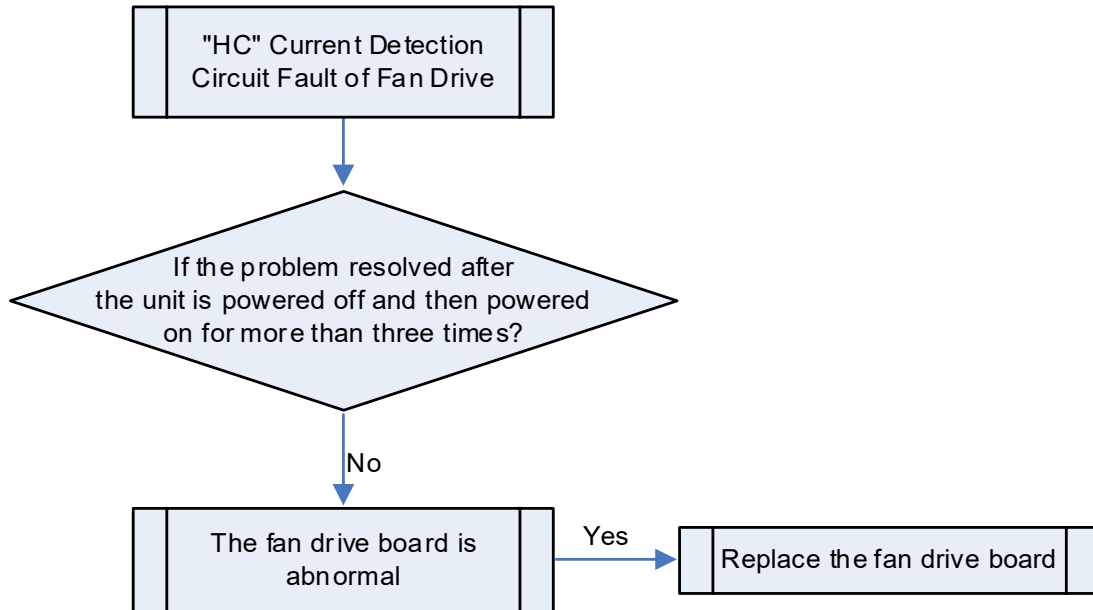 "HC" Current Detection
Circuit Fault of Fan Drive
If the problem resolved after
the unit is powered off and then powered
on for more than three times?
No
The fan drive board is
abnormal
Yes
Replace the fan drive board